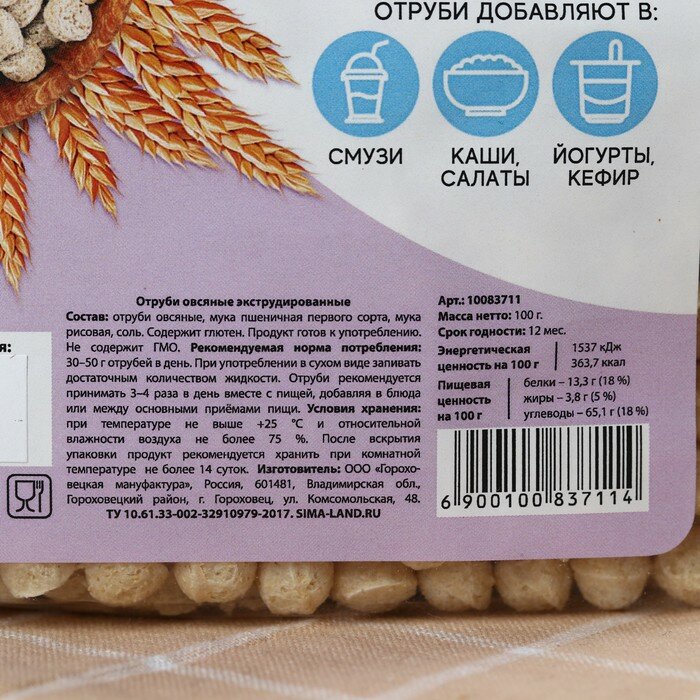 ОТРУБИ ДОБАВЛЯЮТ В:
СМУЗИ
КАШИ,
САЛАТЫ
ЙОГУРТЫ,
КЕФИР
Отруби овсяные экструдированные
Состав: отруби овсяные, мука пшеничная первого сорта, мука
рисовая, соль. Содержит глютен. Продукт готов к употреблению.
Не содержит ГМО. Рекомендуемая норма потребления:
30–50 г отрубей в день. При употреблении в сухом виде запивать
достаточным количеством жидкости. Отруби рекомендуется
принимать 3–4 раза в день вместе с пищей, добавляя в блюда
или между основными приёмами пищи. Условия хранения:
при температуре не выше +25 °С и относительной
влажности воздуха не более 75 %. После вскрытия
упаковки продукт рекомендуется хранить при комнатной
температуре не более 14 суток. Изготовитель: ООО «Горохо-
вецкая мануфактура», Россия, 601481, Владимирская обл.,
Гороховецкий район, г. Гороховец, ул. Комсомольская, 48.
ТУ 10.61.33-002-32910979-2017. SIMA-LAND.RU
Арт.: 10083711
Масса нетто: 100 г.
Срок годности: 12 мес.
Энергетическая
ценность на 100 г
1537 кДж
363,7 ккал
Пищевая
ценность
на 100 г
белки – 13,3 г (18 %)
жиры – 3,8 г (5 %)
углеводы – 65,1 г (18 %)
6 900100 837114